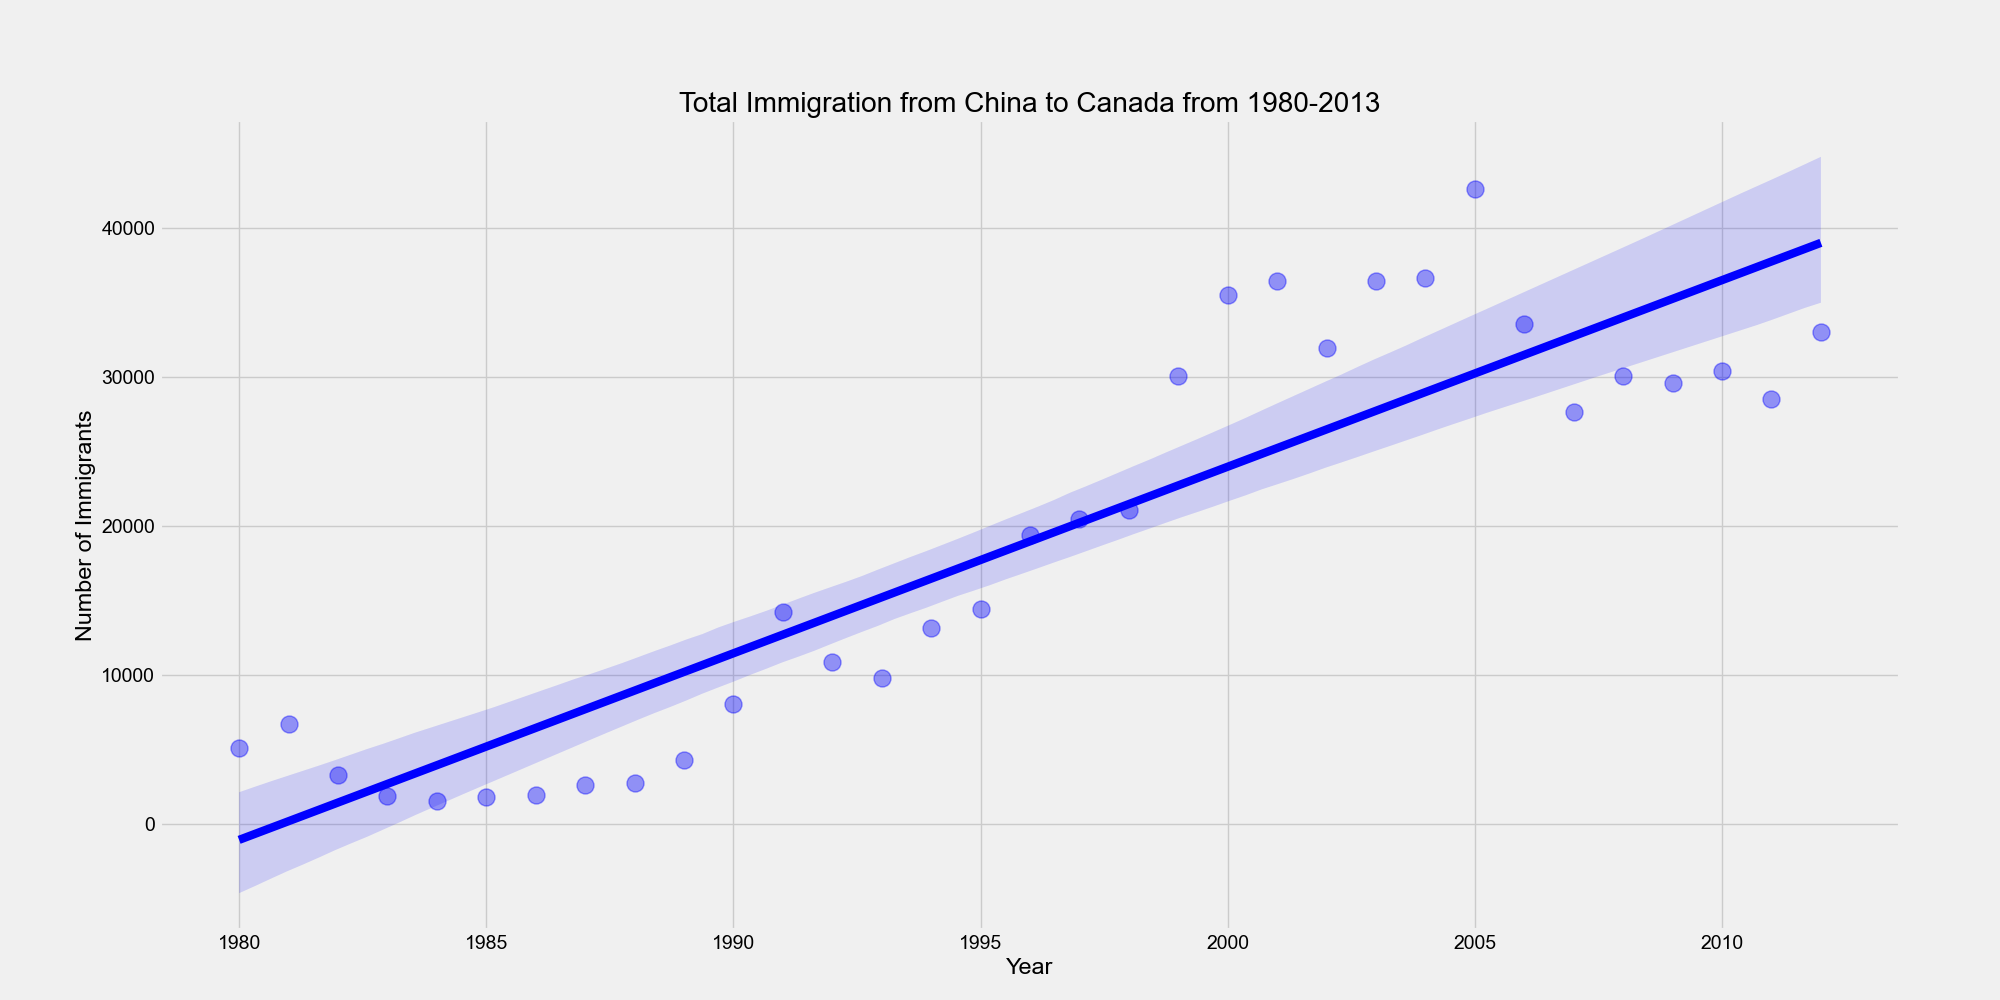 Total Immigration from China to Canada from 1980-2013
Number of Immigrants
40000
30000
20000
10000
0
1980 1985 1990 1995 2000 2005 2010
Year